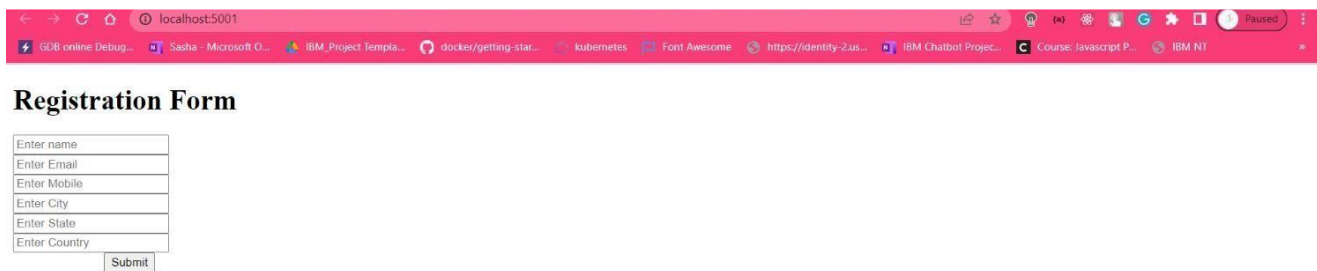 localhost:5001
Paused
GDB online Debug... Sasha - Microsoft O... IBM_Project Templa... docker/getting-star... kubernetes Font Awesome https://identity-2.us... IBM Chatbot Projec... Course: Javascript P... IBM NT
Registration Form
Enter name
Enter Email
Enter Mobile
Enter City
Enter State
Enter Country
Submit